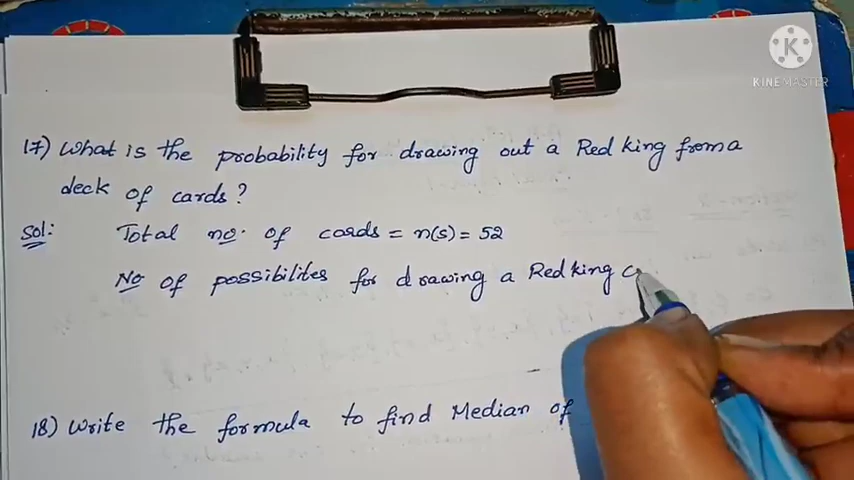 KINEMASTER
17) What is the probability for drawing out a Red king from a
deck of cards ?
Sol: Total no. of cards = n(s) = 52
No of possibilites for drawing a Red king c
18) Write the formula to find Median of